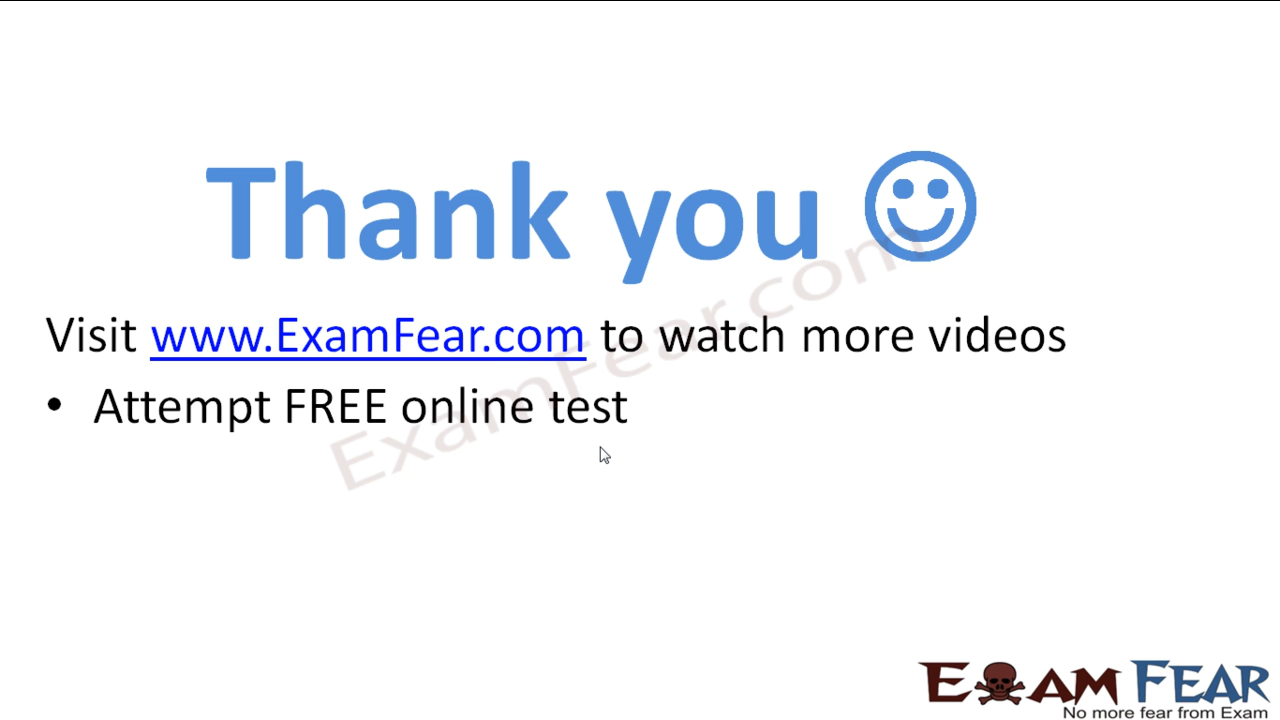 Thank you ☺
Visit www.ExamFear.com to watch more videos
• Attempt FREE online test
ExamFear.com
EXAM FEAR
No more fear from Exam